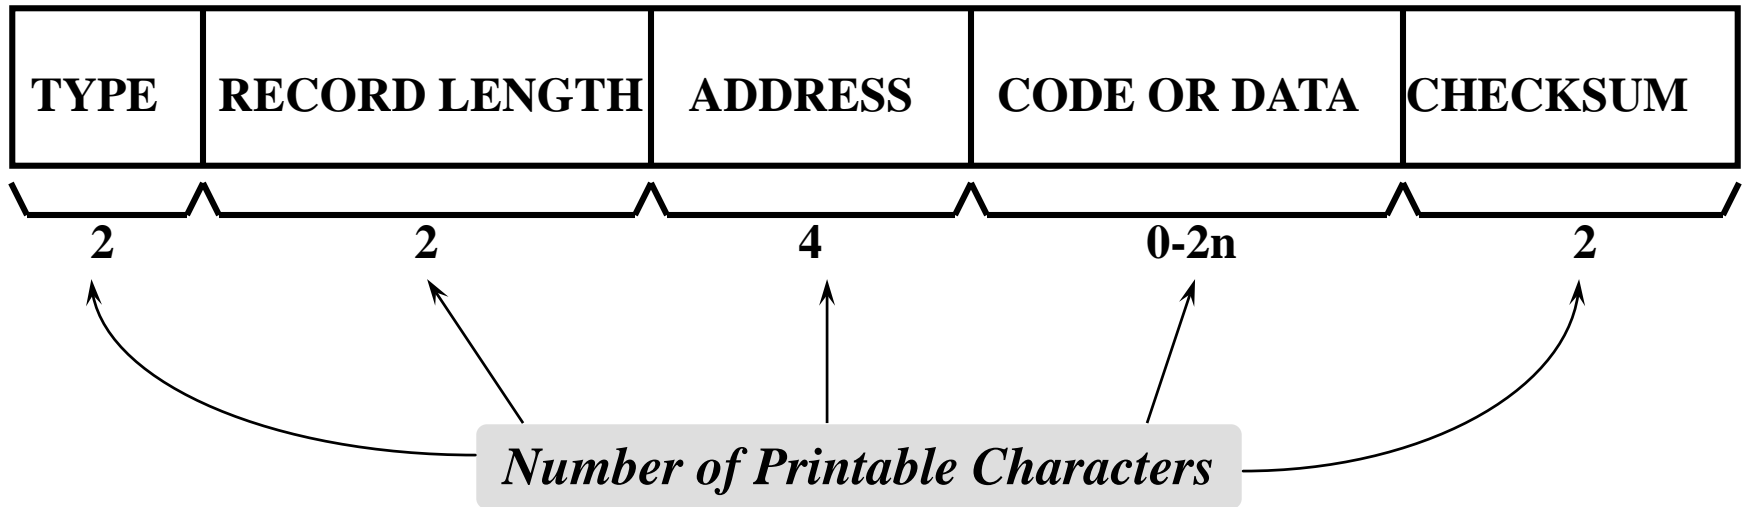 TYPE RECORD LENGTH ADDRESS CODE OR DATA CHECKSUM
2 2 4 0-2n 2
Number of Printable Characters